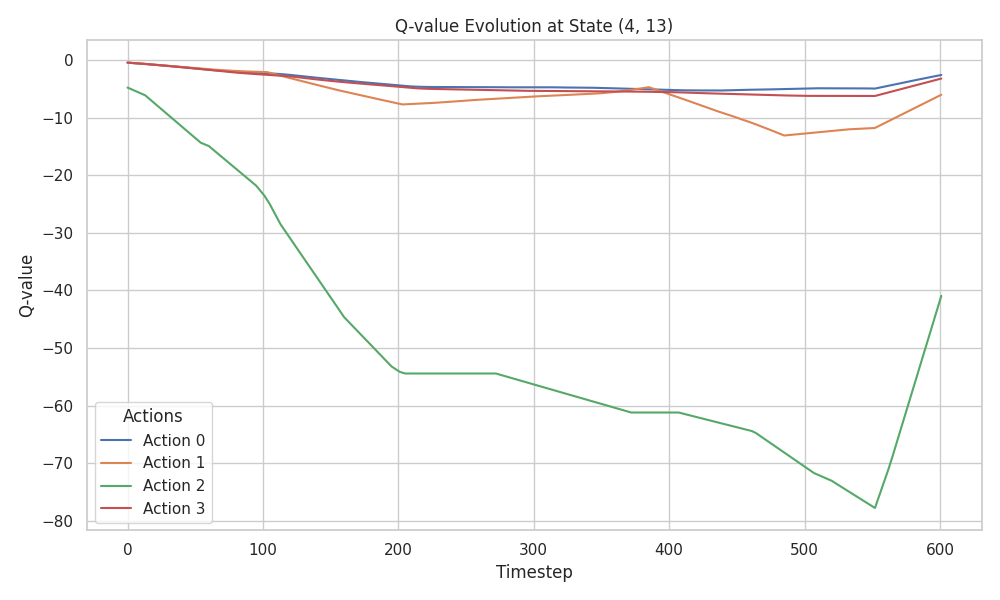 Q-value Evolution at State (4, 13)
0
−10
−20
−30
−40
−50
−60
−70
−80
Q-value
Actions
Action 0
Action 1
Action 2
Action 3
0 100 200 300 400 500 600
Timestep